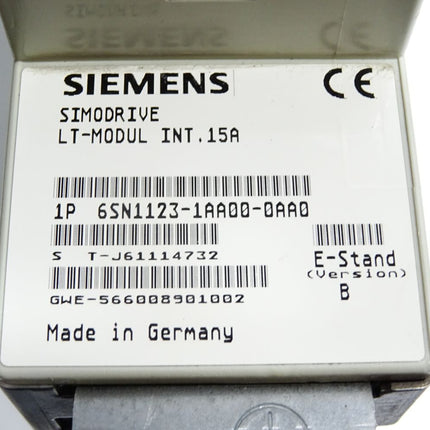 SIEMENS CE
SIMODRIVE
LT-MODUL INT.15A
1P 6SN1123-1AA00-0AA0
S T-J61114732
E-Stand
(Version)
B
GWE-566008901002
Made in Germany